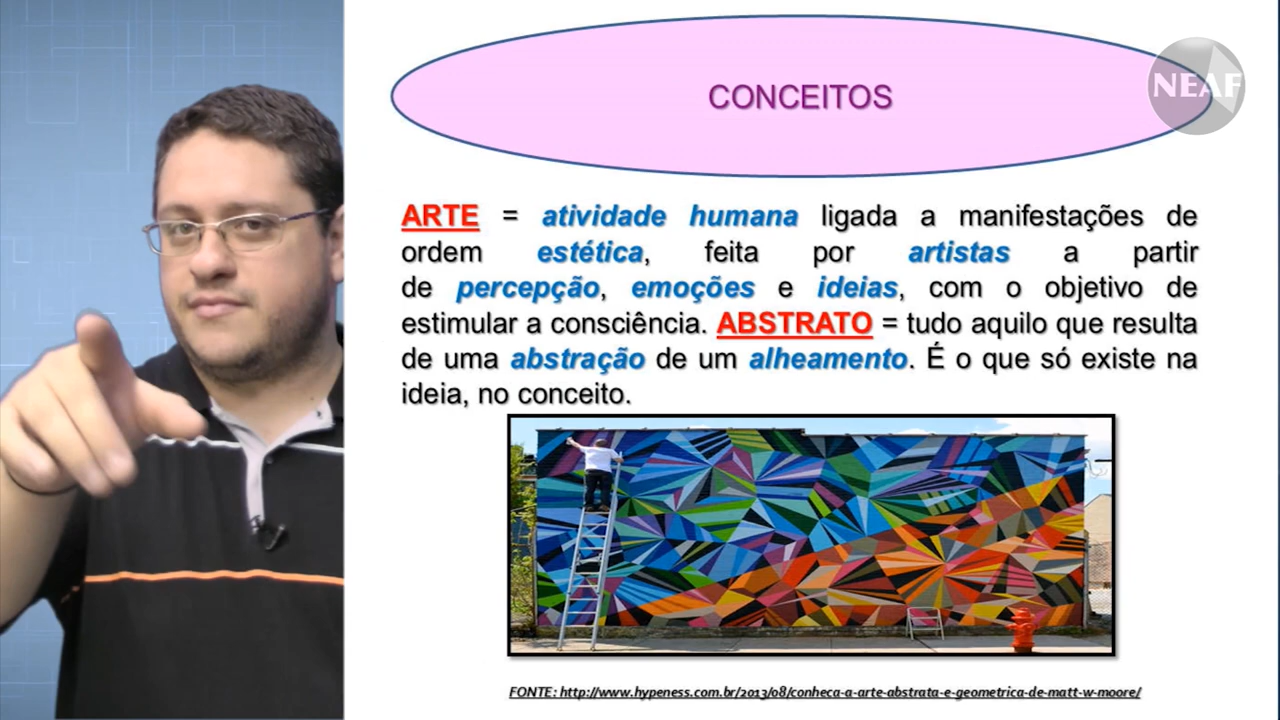 CONCEITOS
NEAF
ARTE = atividade humana ligada a manifestações de
ordem estética, feita por artistas a partir
de percepção, emoções e ideias, com o objetivo de
estimular a consciência. ABSTRATO = tudo aquilo que resulta
de uma abstração de um alheamento. É o que só existe na
ideia, no conceito.
FONTE: http://www.hypeness.com.br/2013/08/conheca-a-arte-abstrata-e-geometrica-de-matt-w-moore/